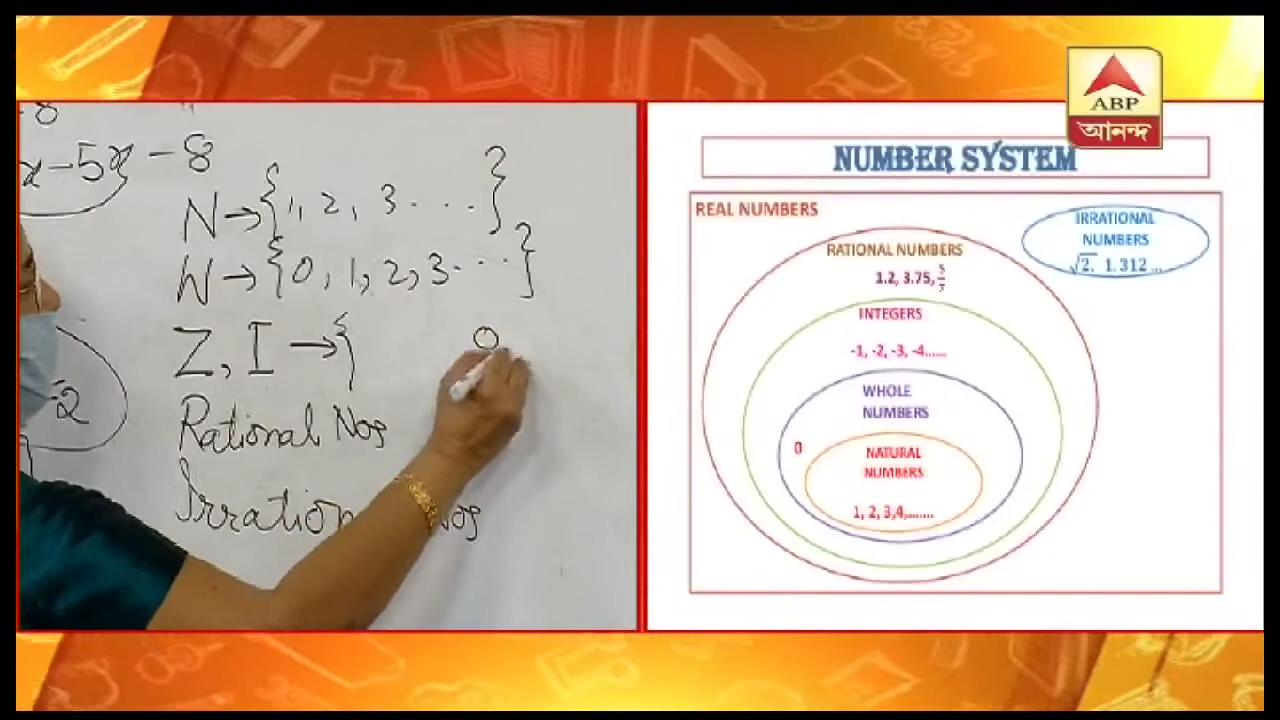 -8
x-5x} -8
N → {1, 2, 3 . . . . }
W → {0, 1, 2, 3 . . . . }
Z, I → { 0
Rational Nos
Irration Nos
-2
ABP
আনন্দ
NUMBER SYSTEM
REAL NUMBERS
IRRATIONAL
NUMBERS
√2. 1.312 ...
RATIONAL NUMBERS
1.2, 3.75,
INTEGERS
-1, -2, -3, -4......
WHOLE
NUMBERS
0
NATURAL
NUMBERS
1, 2, 3,4,.......